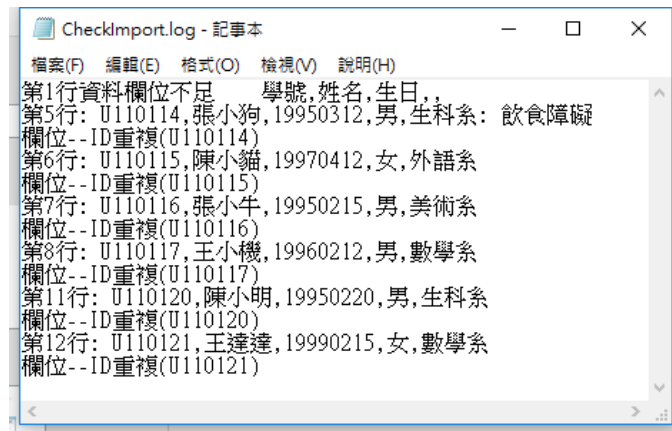 CheckImport.log - 記事本
檔案(F) 編輯(E) 格式(O) 檢視(V) 說明(H)
第1行資料欄位不足 學號,姓名,生日,,
第5行: U110114,張小狗,19950312,男,生科系: 飲食障礙
欄位--ID重複(U110114)
第6行: U110115,陳小貓,19970412,女,外語系
欄位--ID重複(U110115)
第7行: U110116,張小牛,19950215,男,美術系
欄位--ID重複(U110116)
第8行: U110117,王小機,19960212,男,數學系
欄位--ID重複(U110117)
第11行: U110120,陳小明,19950220,男,生科系
欄位--ID重複(U110120)
第12行: U110121,王達達,19990215,女,數學系
欄位--ID重複(U110121)